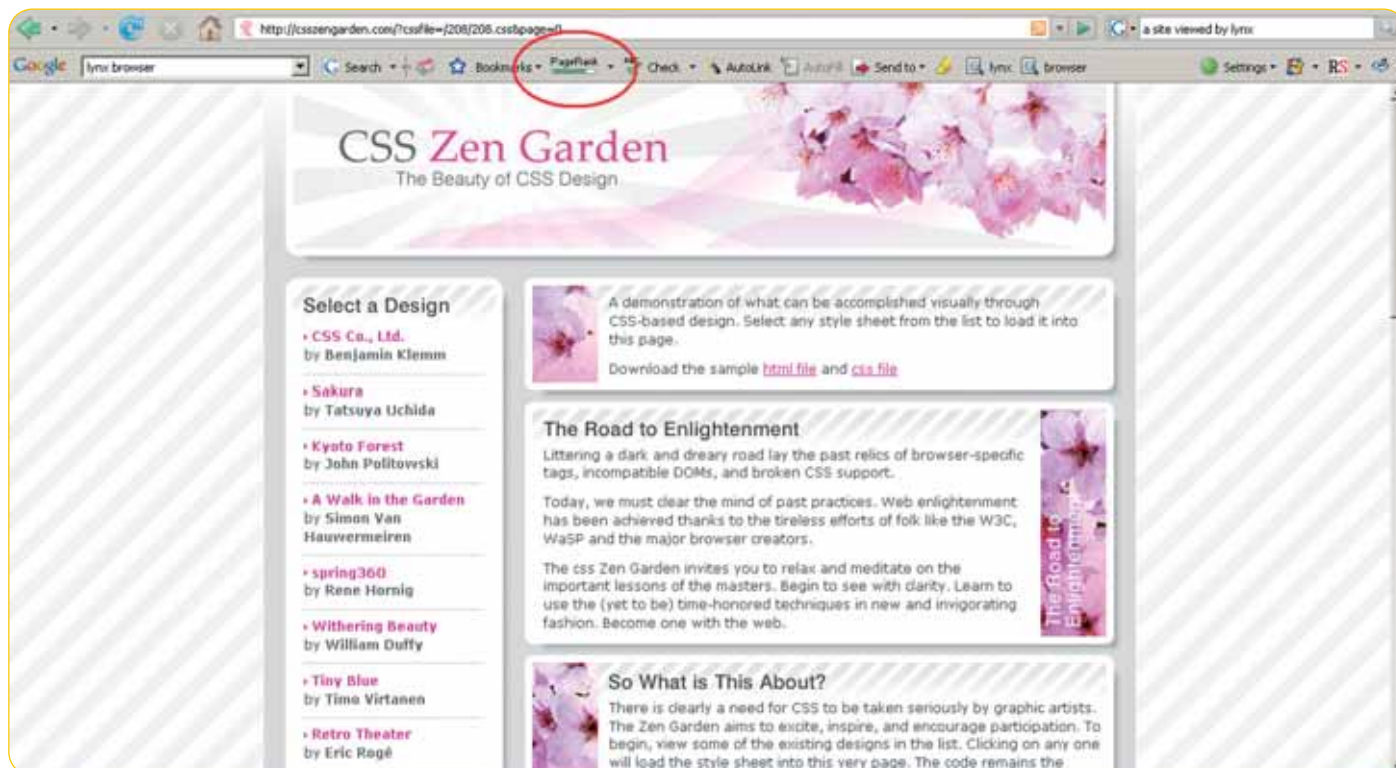 http://csszengarden.com/?cssfile=/208/208.css&page=0
a site viewed by lynx
Google lynx browser Search Bookmarks PageRank Check AutoLink AutoFill Send to lynx browser Settings RS
CSS Zen Garden
The Beauty of CSS Design
Select a Design
CSS Co., Ltd.
by Benjamin Klemm
Sakura
by Tatsuya Uchida
Kyoto Forest
by John Politowski
A Walk in the Garden
by Simon Van
Hauwermeiren
spring360
by Rene Hornig
Withering Beauty
by William Duffy
Tiny Blue
by Timo Virtanen
Retro Theater
by Eric Rogé
A demonstration of what can be accomplished visually through
CSS-based design. Select any style sheet from the list to load it into
this page.
Download the sample html file and css file
The Road to Enlightenment
Littering a dark and dreary road lay the past relics of browser-specific
tags, incompatible DOMs, and broken CSS support.
Today, we must clear the mind of past practices. Web enlightenment
has been achieved thanks to the tireless efforts of folk like the W3C,
WaSP and the major browser creators.
The css Zen Garden invites you to relax and meditate on the
important lessons of the masters. Begin to see with clarity. Learn to
use the (yet to be) time-honored techniques in new and invigorating
fashion. Become one with the web.
The Road to
Enlightenment
So What is This About?
There is clearly a need for CSS to be taken seriously by graphic artists.
The Zen Garden aims to excite, inspire, and encourage participation. To
begin, view some of the existing designs in the list. Clicking on any one
will load the style sheet into this very page. The code remains the